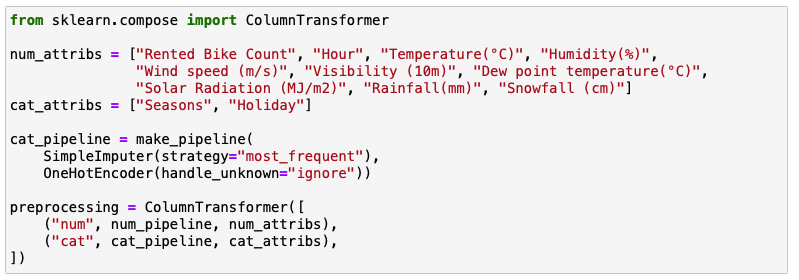 from sklearn.compose import ColumnTransformer
num_attribs = ["Rented Bike Count", "Hour", "Temperature(°C)", "Humidity(%)",
"Wind speed (m/s)", "Visibility (10m)", "Dew point temperature(°C)",
"Solar Radiation (MJ/m2)", "Rainfall(mm)", "Snowfall (cm)"]
cat_attribs = ["Seasons", "Holiday"]
cat_pipeline = make_pipeline(
SimpleImputer(strategy="most_frequent"),
OneHotEncoder(handle_unknown="ignore"))
preprocessing = ColumnTransformer([
("num", num_pipeline, num_attribs),
("cat", cat_pipeline, cat_attribs),
])